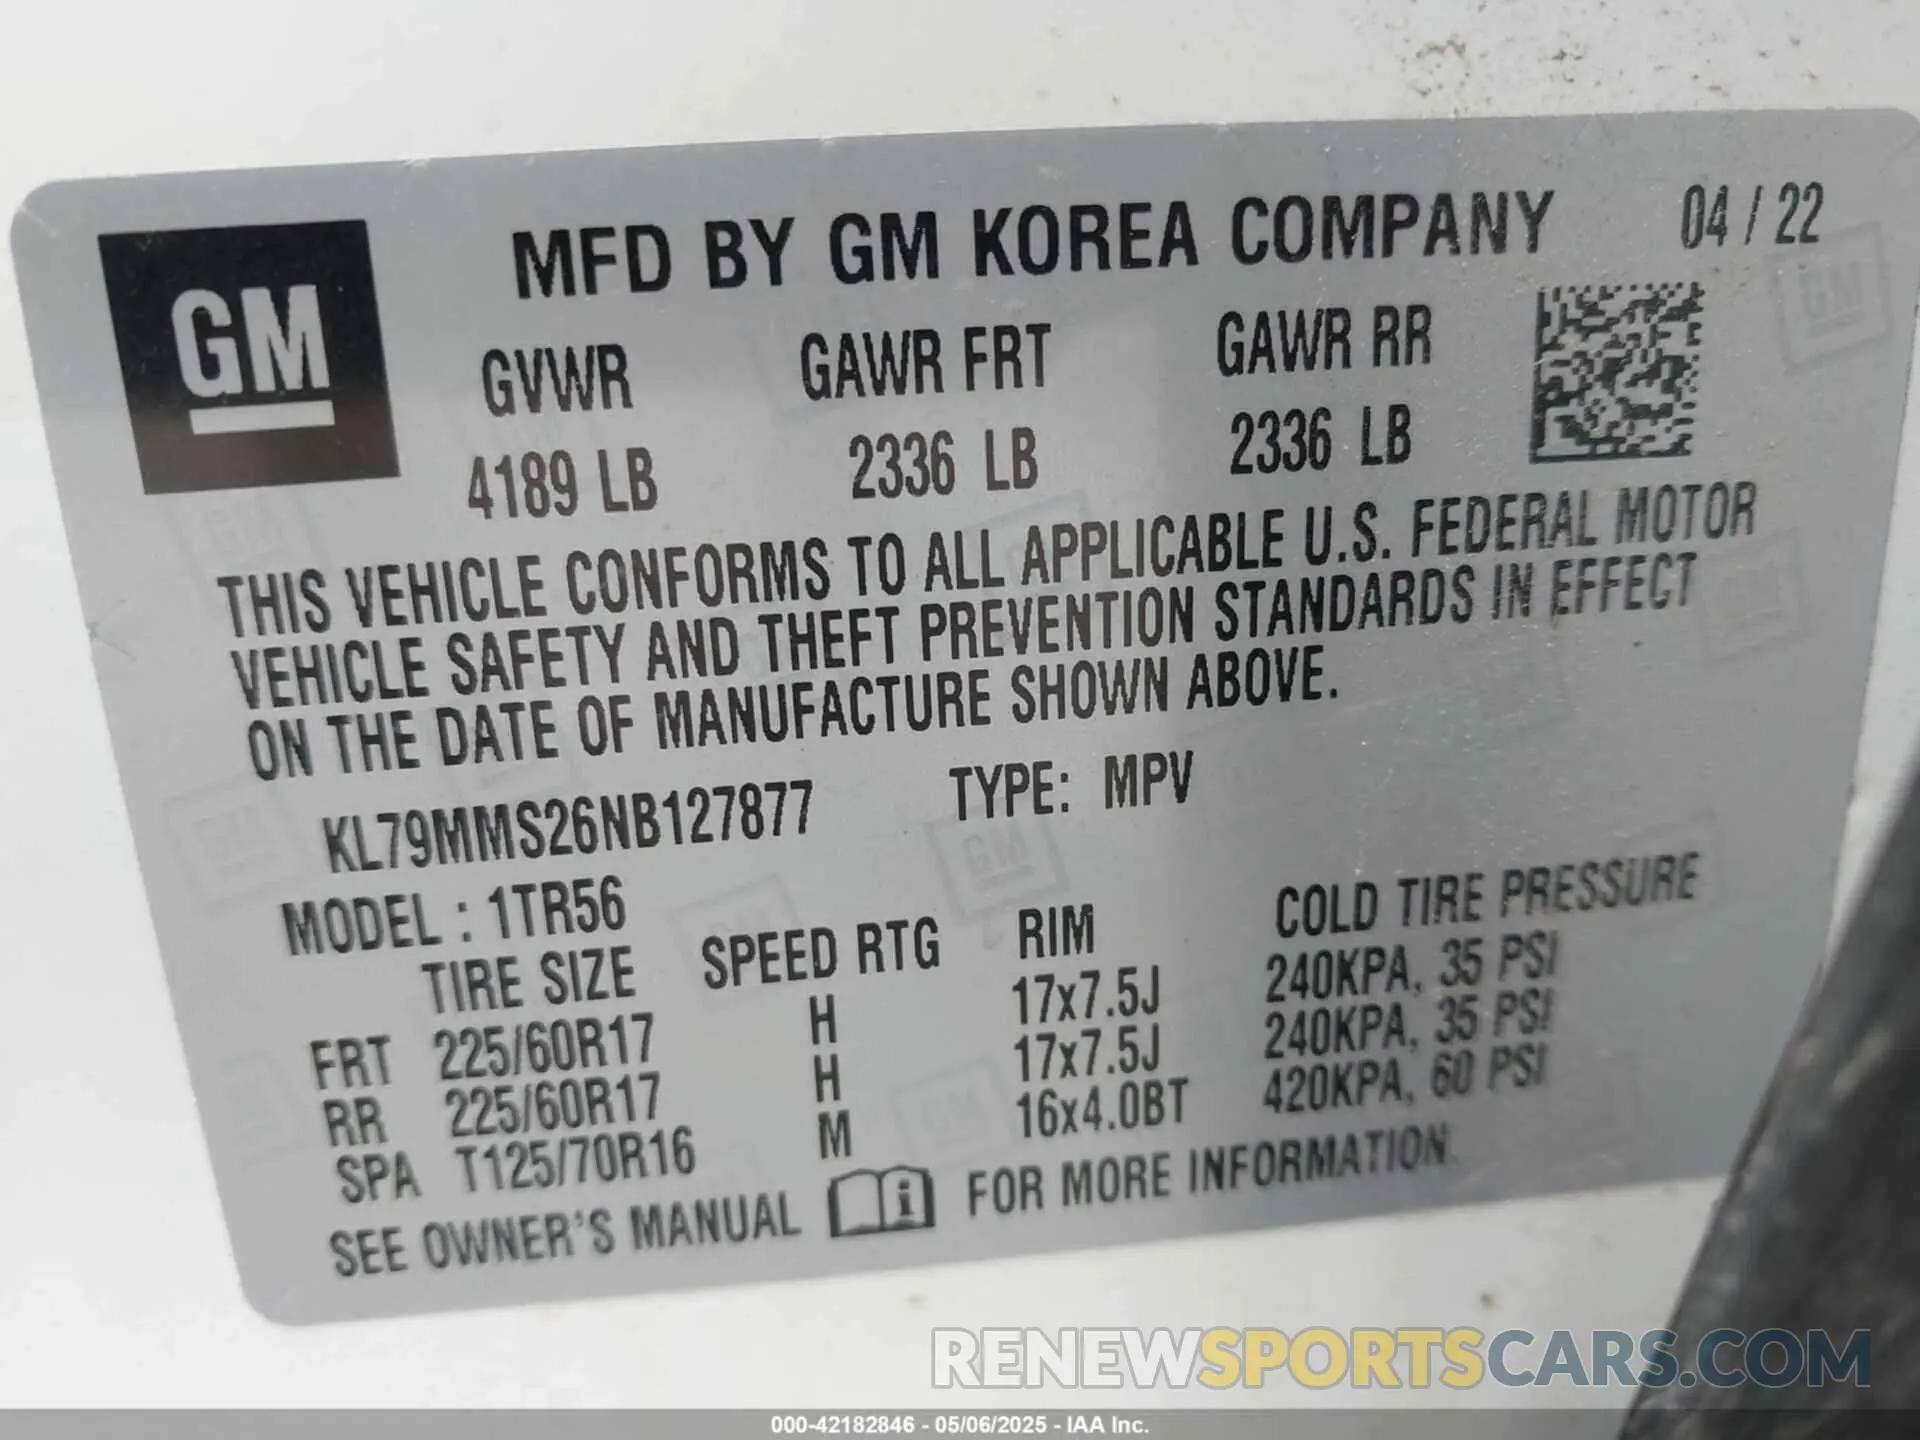 GM
MFD BY GM KOREA COMPANY 04 / 22
GVWR GAWR FRT GAWR RR
4189 LB 2336 LB 2336 LB
THIS VEHICLE CONFORMS TO ALL APPLICABLE U.S. FEDERAL MOTOR
VEHICLE SAFETY AND THEFT PREVENTION STANDARDS IN EFFECT
ON THE DATE OF MANUFACTURE SHOWN ABOVE.
KL79MMS26NB127877 TYPE: MPV
MODEL : 1TR56
TIRE SIZE SPEED RTG RIM COLD TIRE PRESSURE
FRT 225/60R17 H 17x7.5J 240KPA, 35 PSI
RR 225/60R17 H 17x7.5J 240KPA, 35 PSI
SPA T125/70R16 M 16x4.0BT 420KPA, 60 PSI
SEE OWNER'S MANUAL i FOR MORE INFORMATION.
RENEWSPORTSCARS.COM
000-42182846 - 05/06/2025 - IAA Inc.